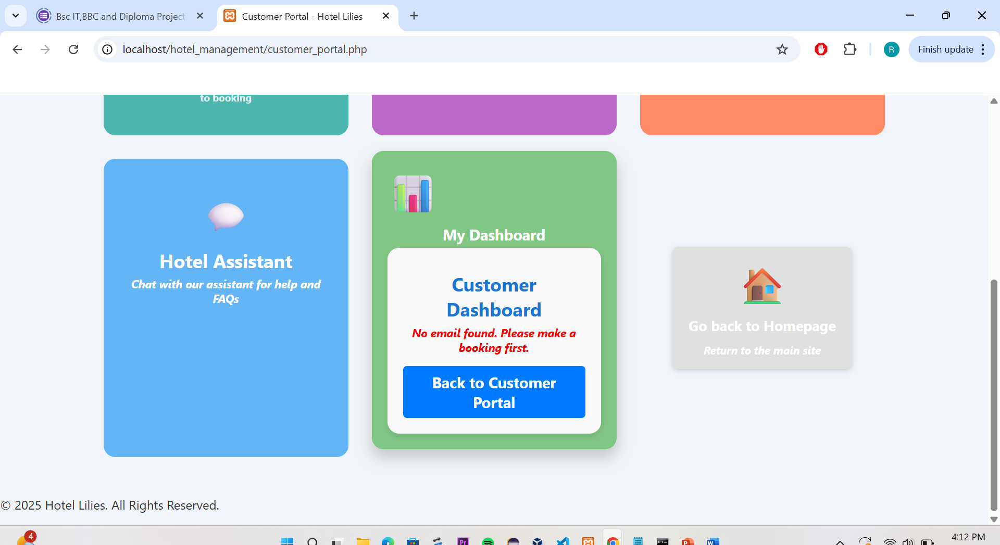 Bsc IT,BBC and Diploma Project
Customer Portal - Hotel Lilies
localhost/hotel_management/customer_portal.php
R
Finish update
to booking
Hotel Assistant
Chat with our assistant for help and
FAQs
My Dashboard
Customer
Dashboard
No email found. Please make a
booking first.
Back to Customer
Portal
Go back to Homepage
Return to the main site
© 2025 Hotel Lilies. All Rights Reserved.
4
Pr
P
W
4:12 PM